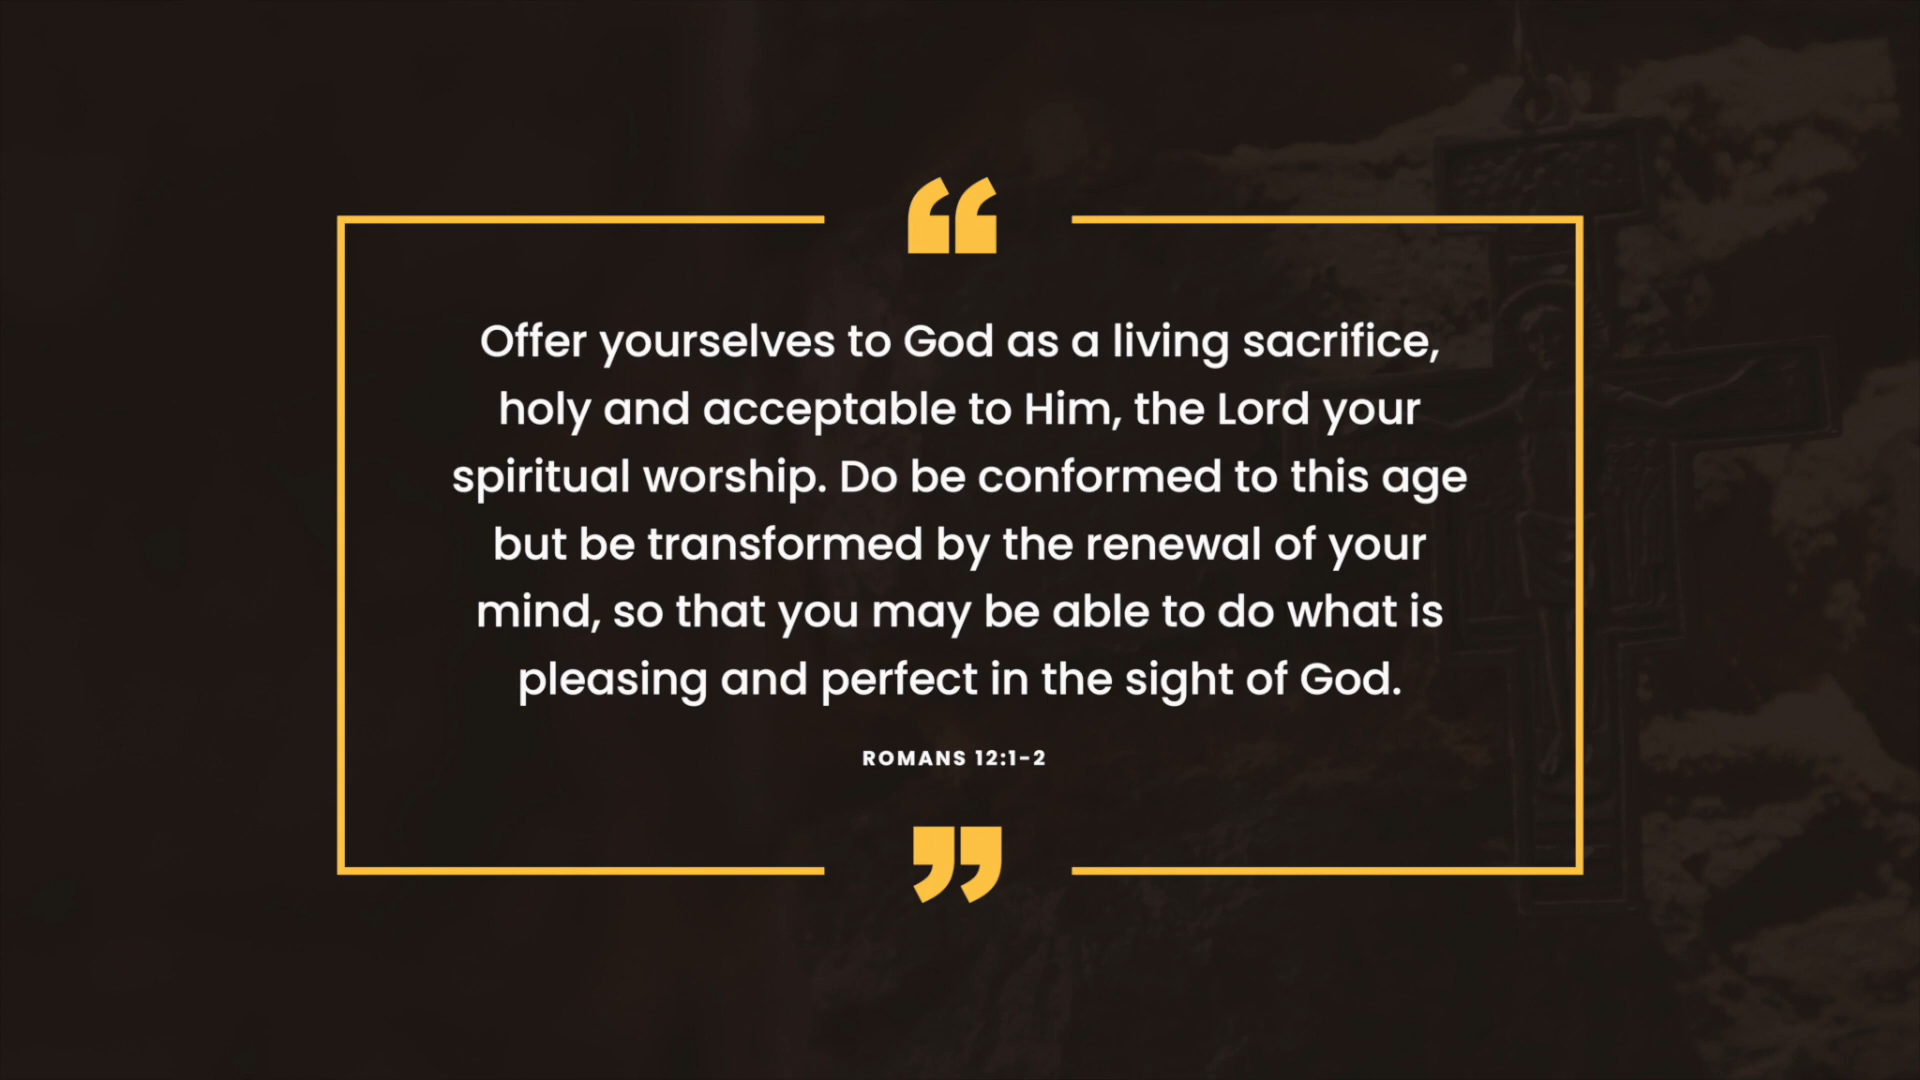 “
Offer yourselves to God as a living sacrifice,
holy and acceptable to Him, the Lord your
spiritual worship. Do be conformed to this age
but be transformed by the renewal of your
mind, so that you may be able to do what is
pleasing and perfect in the sight of God.
ROMANS 12:1-2
”